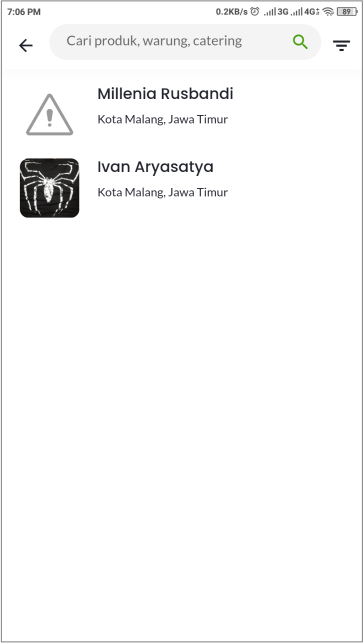 7:06 PM 0.2KB/s 3G 4G 89
Cari produk, warung, catering
Millenia Rusbandi
Kota Malang, Jawa Timur
Ivan Aryasatya
Kota Malang, Jawa Timur